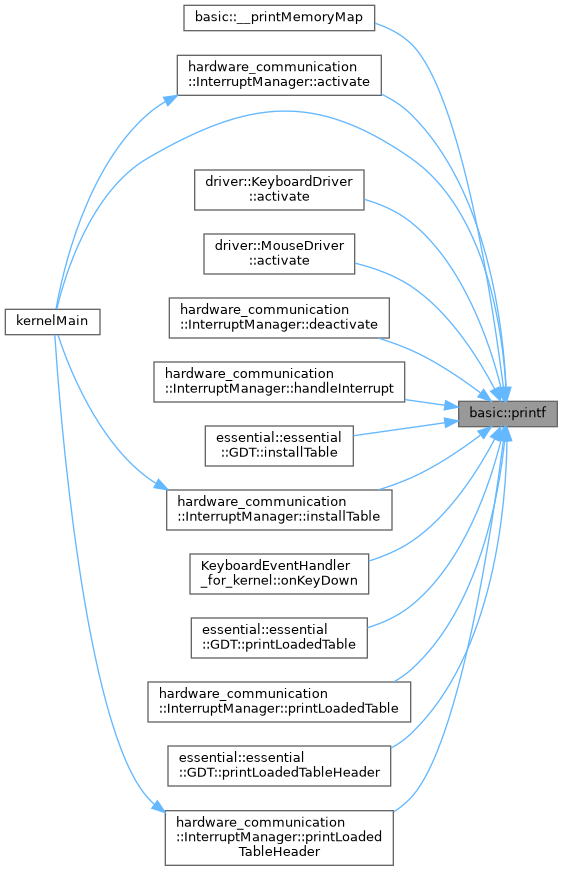 basic::__printMemoryMap
hardware_communication
::InterruptManager::activate
driver::KeyboardDriver
::activate
driver::MouseDriver
::activate
hardware_communication
::InterruptManager::deactivate
kernelMain
hardware_communication
::InterruptManager::handleInterrupt
basic::printf
essential::essential
::GDT::installTable
hardware_communication
::InterruptManager::installTable
KeyboardEventHandler
_for_kernel::onKeyDown
essential::essential
::GDT::printLoadedTable
hardware_communication
::InterruptManager::printLoadedTable
essential::essential
::GDT::printLoadedTableHeader
hardware_communication
::InterruptManager::printLoaded
TableHeader